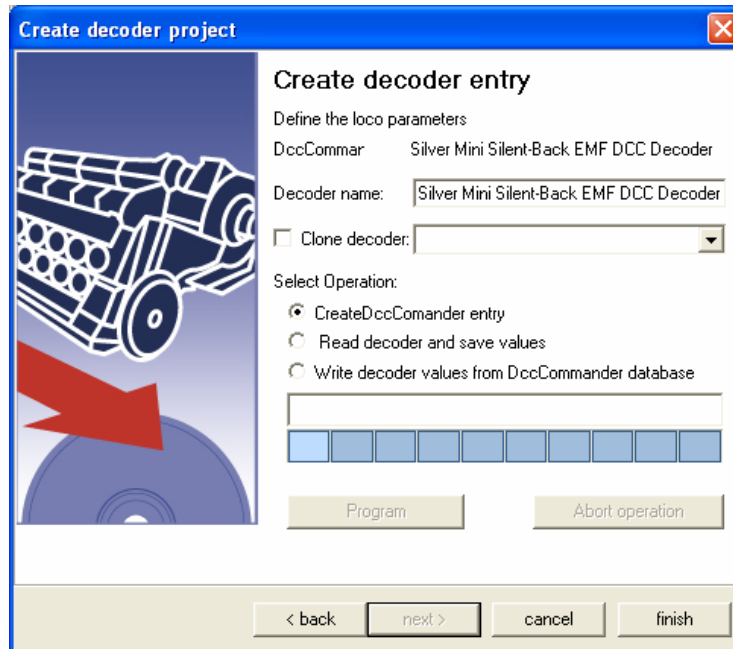 Create decoder project
Create decoder entry
Define the loco parameters
DccCommar Silver Mini Silent-Back EMF DCC Decoder
Decoder name: Silver Mini Silent-Back EMF DCC Decoder
Clone decoder:
Select Operation:
CreateDccComander entry
Read decoder and save values
Write decoder values from DccCommander database
Program Abort operation
< back next > cancel finish